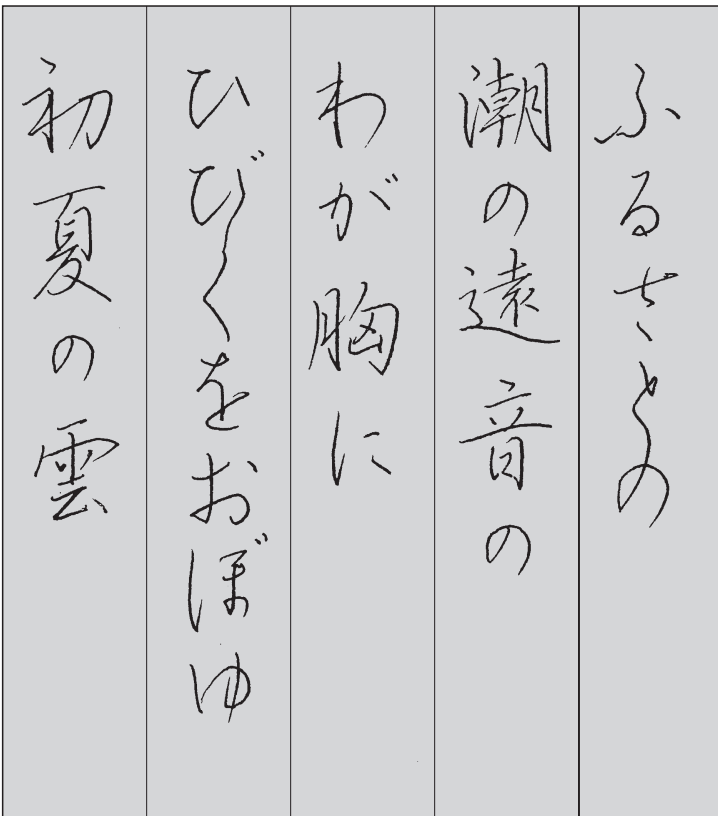 ふるさとの
潮の遠音の
わが胸に
ひびくをおぼゆ
初夏の雲